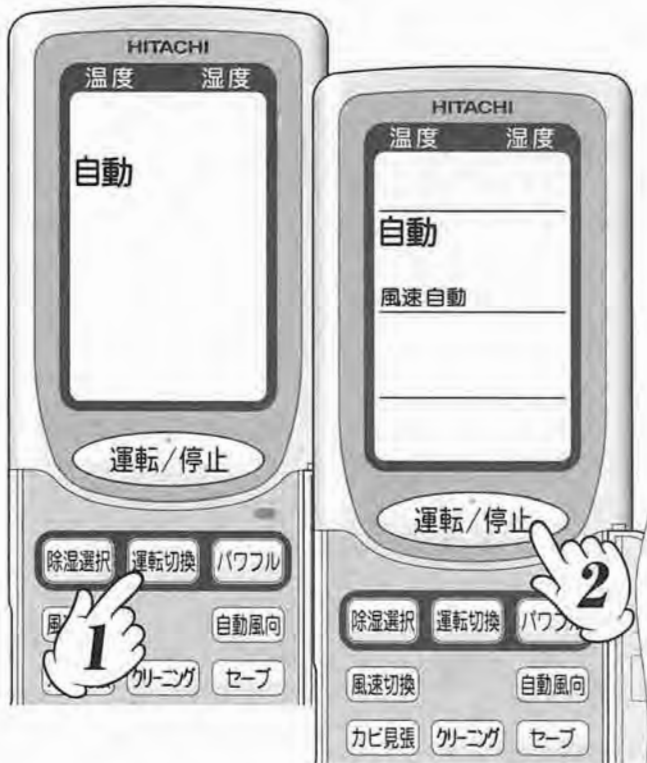 HITACHI
温度 湿度
自動
運転/停止
除湿選択 運転切換 パワフル
自動風向
クリーニング セーブ
1
HITACHI
温度 湿度
自動
風速自動
運転/停止
除湿選択 運転切換 パワフル
風速切換 自動風向
カビ見張 クリーニング セーブ
2